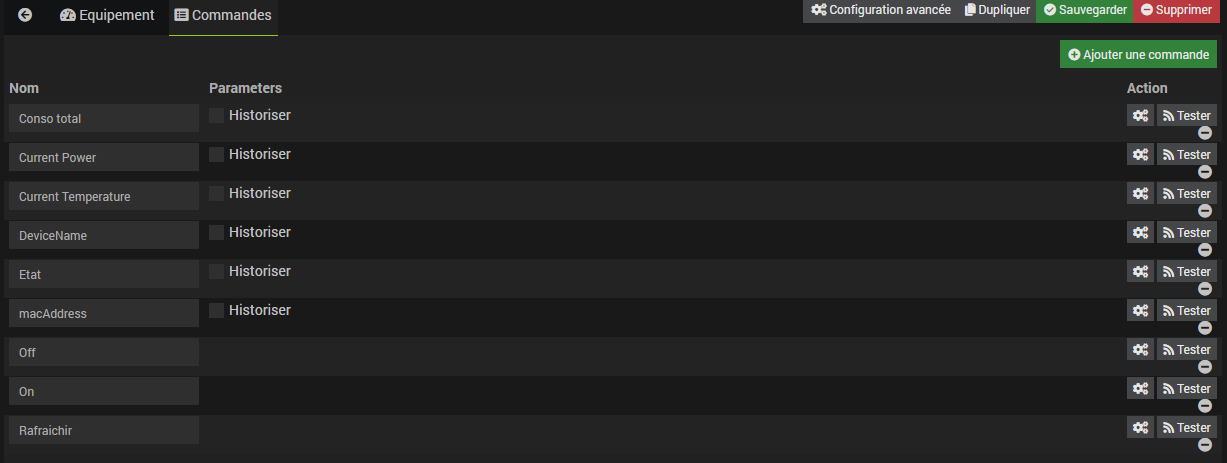 Equipement Commandes Configuration avancée Dupliquer Sauvegarder Supprimer
Ajouter une commande
Nom Parameters Action
Conso total Historiser Tester
Current Power Historiser Tester
Current Temperature Historiser Tester
DeviceName Historiser Tester
Etat Historiser Tester
macAddress Historiser Tester
Off Tester
On Tester
Rafraichir Tester